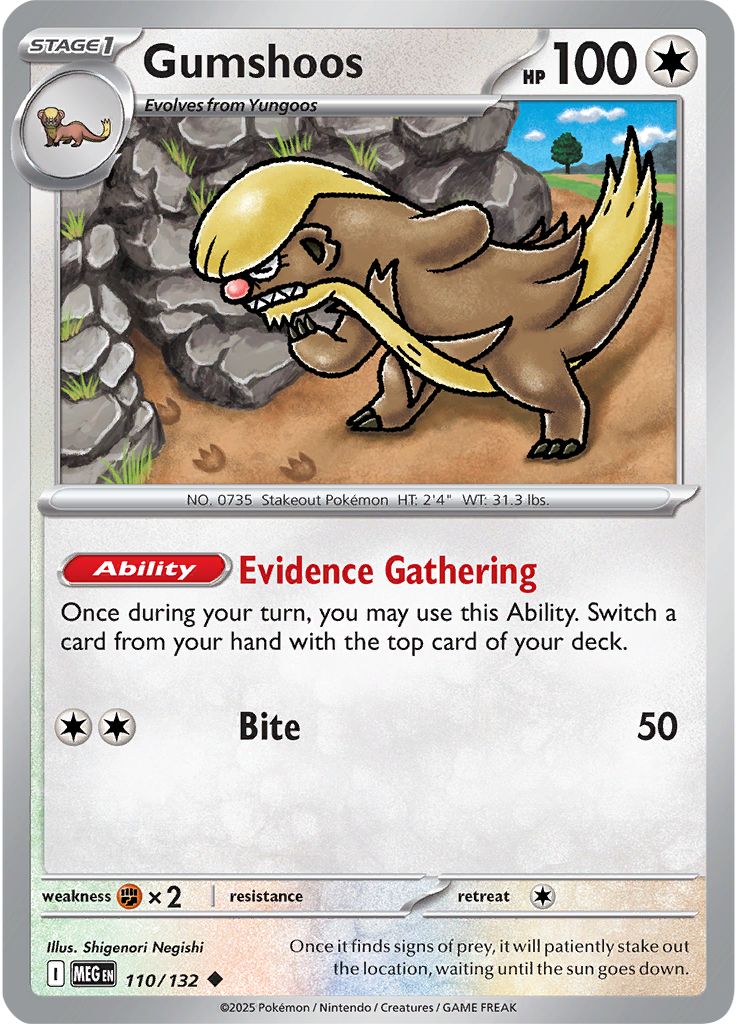 STAGE1
Gumshoos
HP 100
Evolves from Yungoos
NO. 0735 Stakeout Pokémon HT: 2'4" WT: 31.3 lbs.
Ability Evidence Gathering
Once during your turn, you may use this Ability. Switch a
card from your hand with the top card of your deck.
Bite 50
weakness ×2 resistance retreat
Illus. Shigenori Negishi
Once it finds signs of prey, it will patiently stake out
the location, waiting until the sun goes down.
I MEG EN 110/132
©2025 Pokémon / Nintendo / Creatures / GAME FREAK